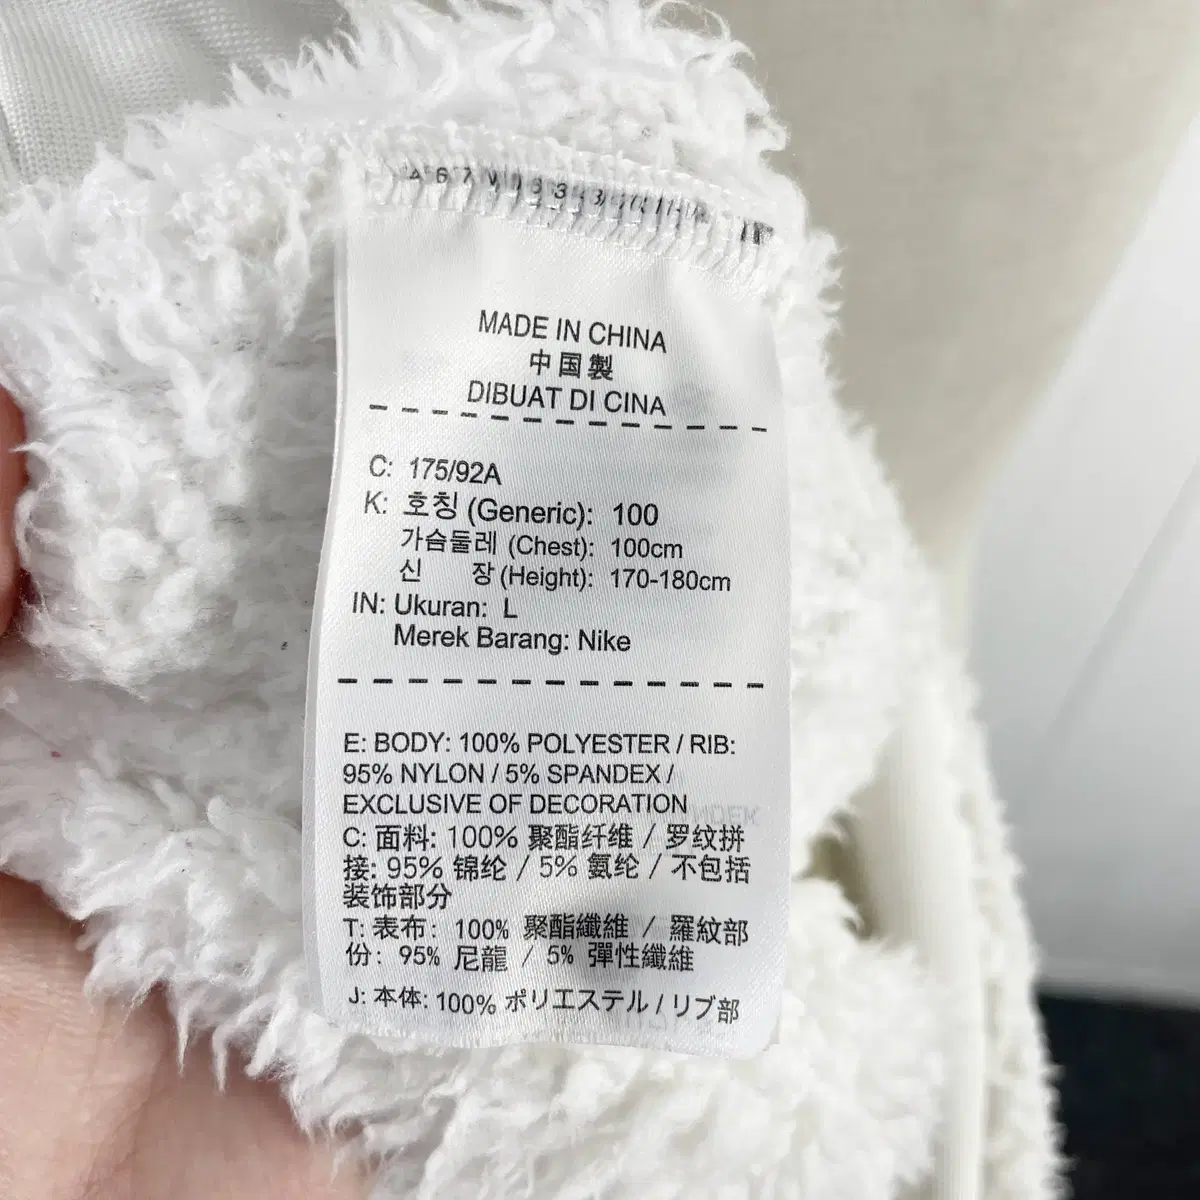 MADE IN CHINA
中国製
DIBUAT DI CINA
C: 175/92A
K: 호칭 (Generic): 100
가슴둘레 (Chest): 100cm
신 장 (Height): 170-180cm
IN: Ukuran: L
Merek Barang: Nike
E: BODY: 100% POLYESTER / RIB:
95% NYLON / 5% SPANDEX /
EXCLUSIVE OF DECORATION
C: 面料: 100% 聚酯纤维 / 罗纹拼
接: 95% 锦纶 / 5% 氨纶 / 不包括
装饰部分
T: 表布: 100% 聚酯纖維 / 羅紋部
份: 95% 尼龍 / 5% 彈性纖維
J: 本体: 100% ポリエステル / リブ部